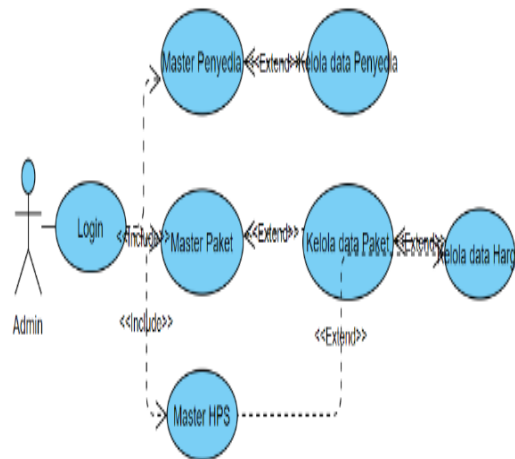 Master Penyedia
<<Extend>>
Kelola data Penyedia
Login
<<Include>>
Master Paket
<<Extend>>
Kelola data Paket
<<Extend>>
Kelola data Harg
Admin
<<Include>>
<<Extend>>
Master HPS